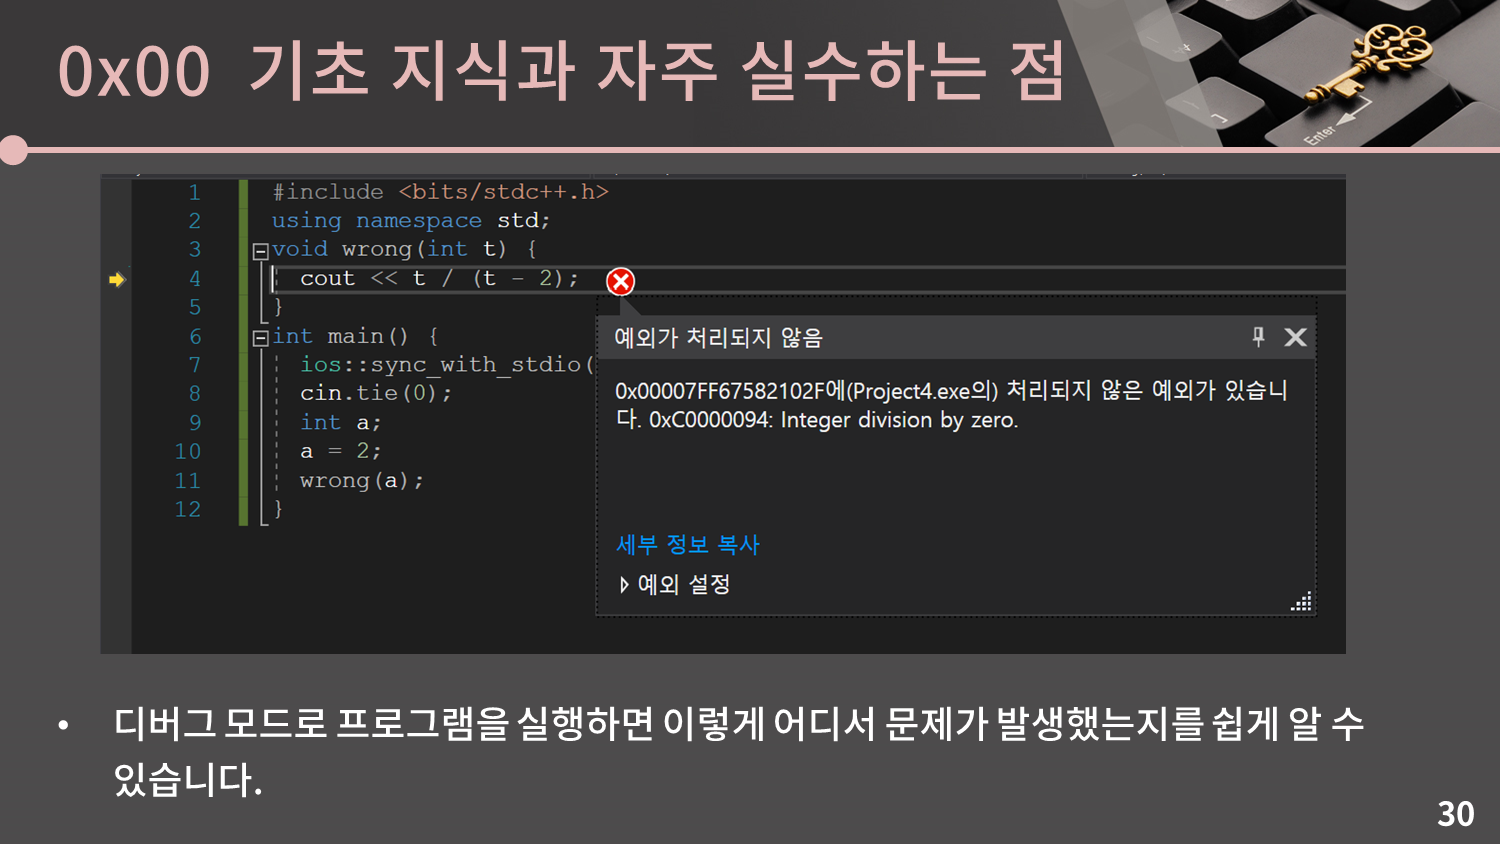 0x00 기초 지식과 자주 실수하는 점
Enter
1 #include <bits/stdc++.h>
2 using namespace std;
3 void wrong(int t) {
4 cout << t / (t - 2);
5 }
6 int main() {
7 ios::sync_with_stdio(
8 cin.tie(0);
9 int a;
10 a = 2;
11 wrong(a);
12 }
예외가 처리되지 않음
0x00007FF67582102F에(Project4.exe의) 처리되지 않은 예외가 있습니
다. 0xC0000094: Integer division by zero.
세부 정보 복사
예외 설정
• 디버그 모드로 프로그램을 실행하면 이렇게 어디서 문제가 발생했는지를 쉽게 알 수
있습니다.
30